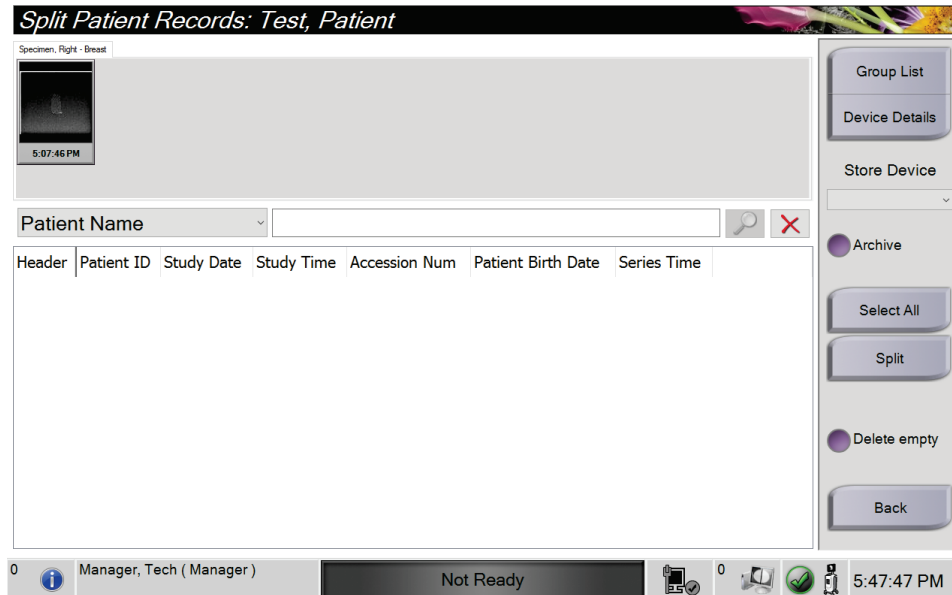 Split Patient Records: Test, Patient
Specimen, Right - Breast
5:07:46 PM
Group List
Device Details
Store Device
Patient Name
Archive
Header Patient ID Study Date Study Time Accession Num Patient Birth Date Series Time
Select All
Split
Delete empty
Back
0 Manager, Tech ( Manager ) Not Ready 0 5:47:47 PM